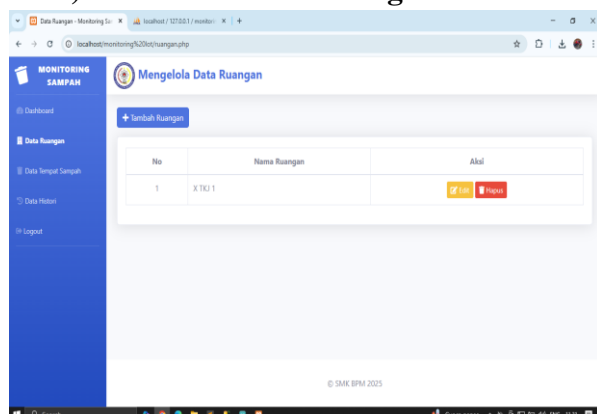 Data Ruangan - Monitoring Sa
localhost / 127.0.0.1 / monitori
localhost/monitoring%20iot/ruangan.php
MONITORING
SAMPAH
Mengelola Data Ruangan
Dashboard
Tambah Ruangan
Data Ruangan
No Nama Ruangan Aksi
Data Tempat Sampah
1 X TKJ 1 Edit Hapus
Data Histori
Logout
© SMK BPM 2025